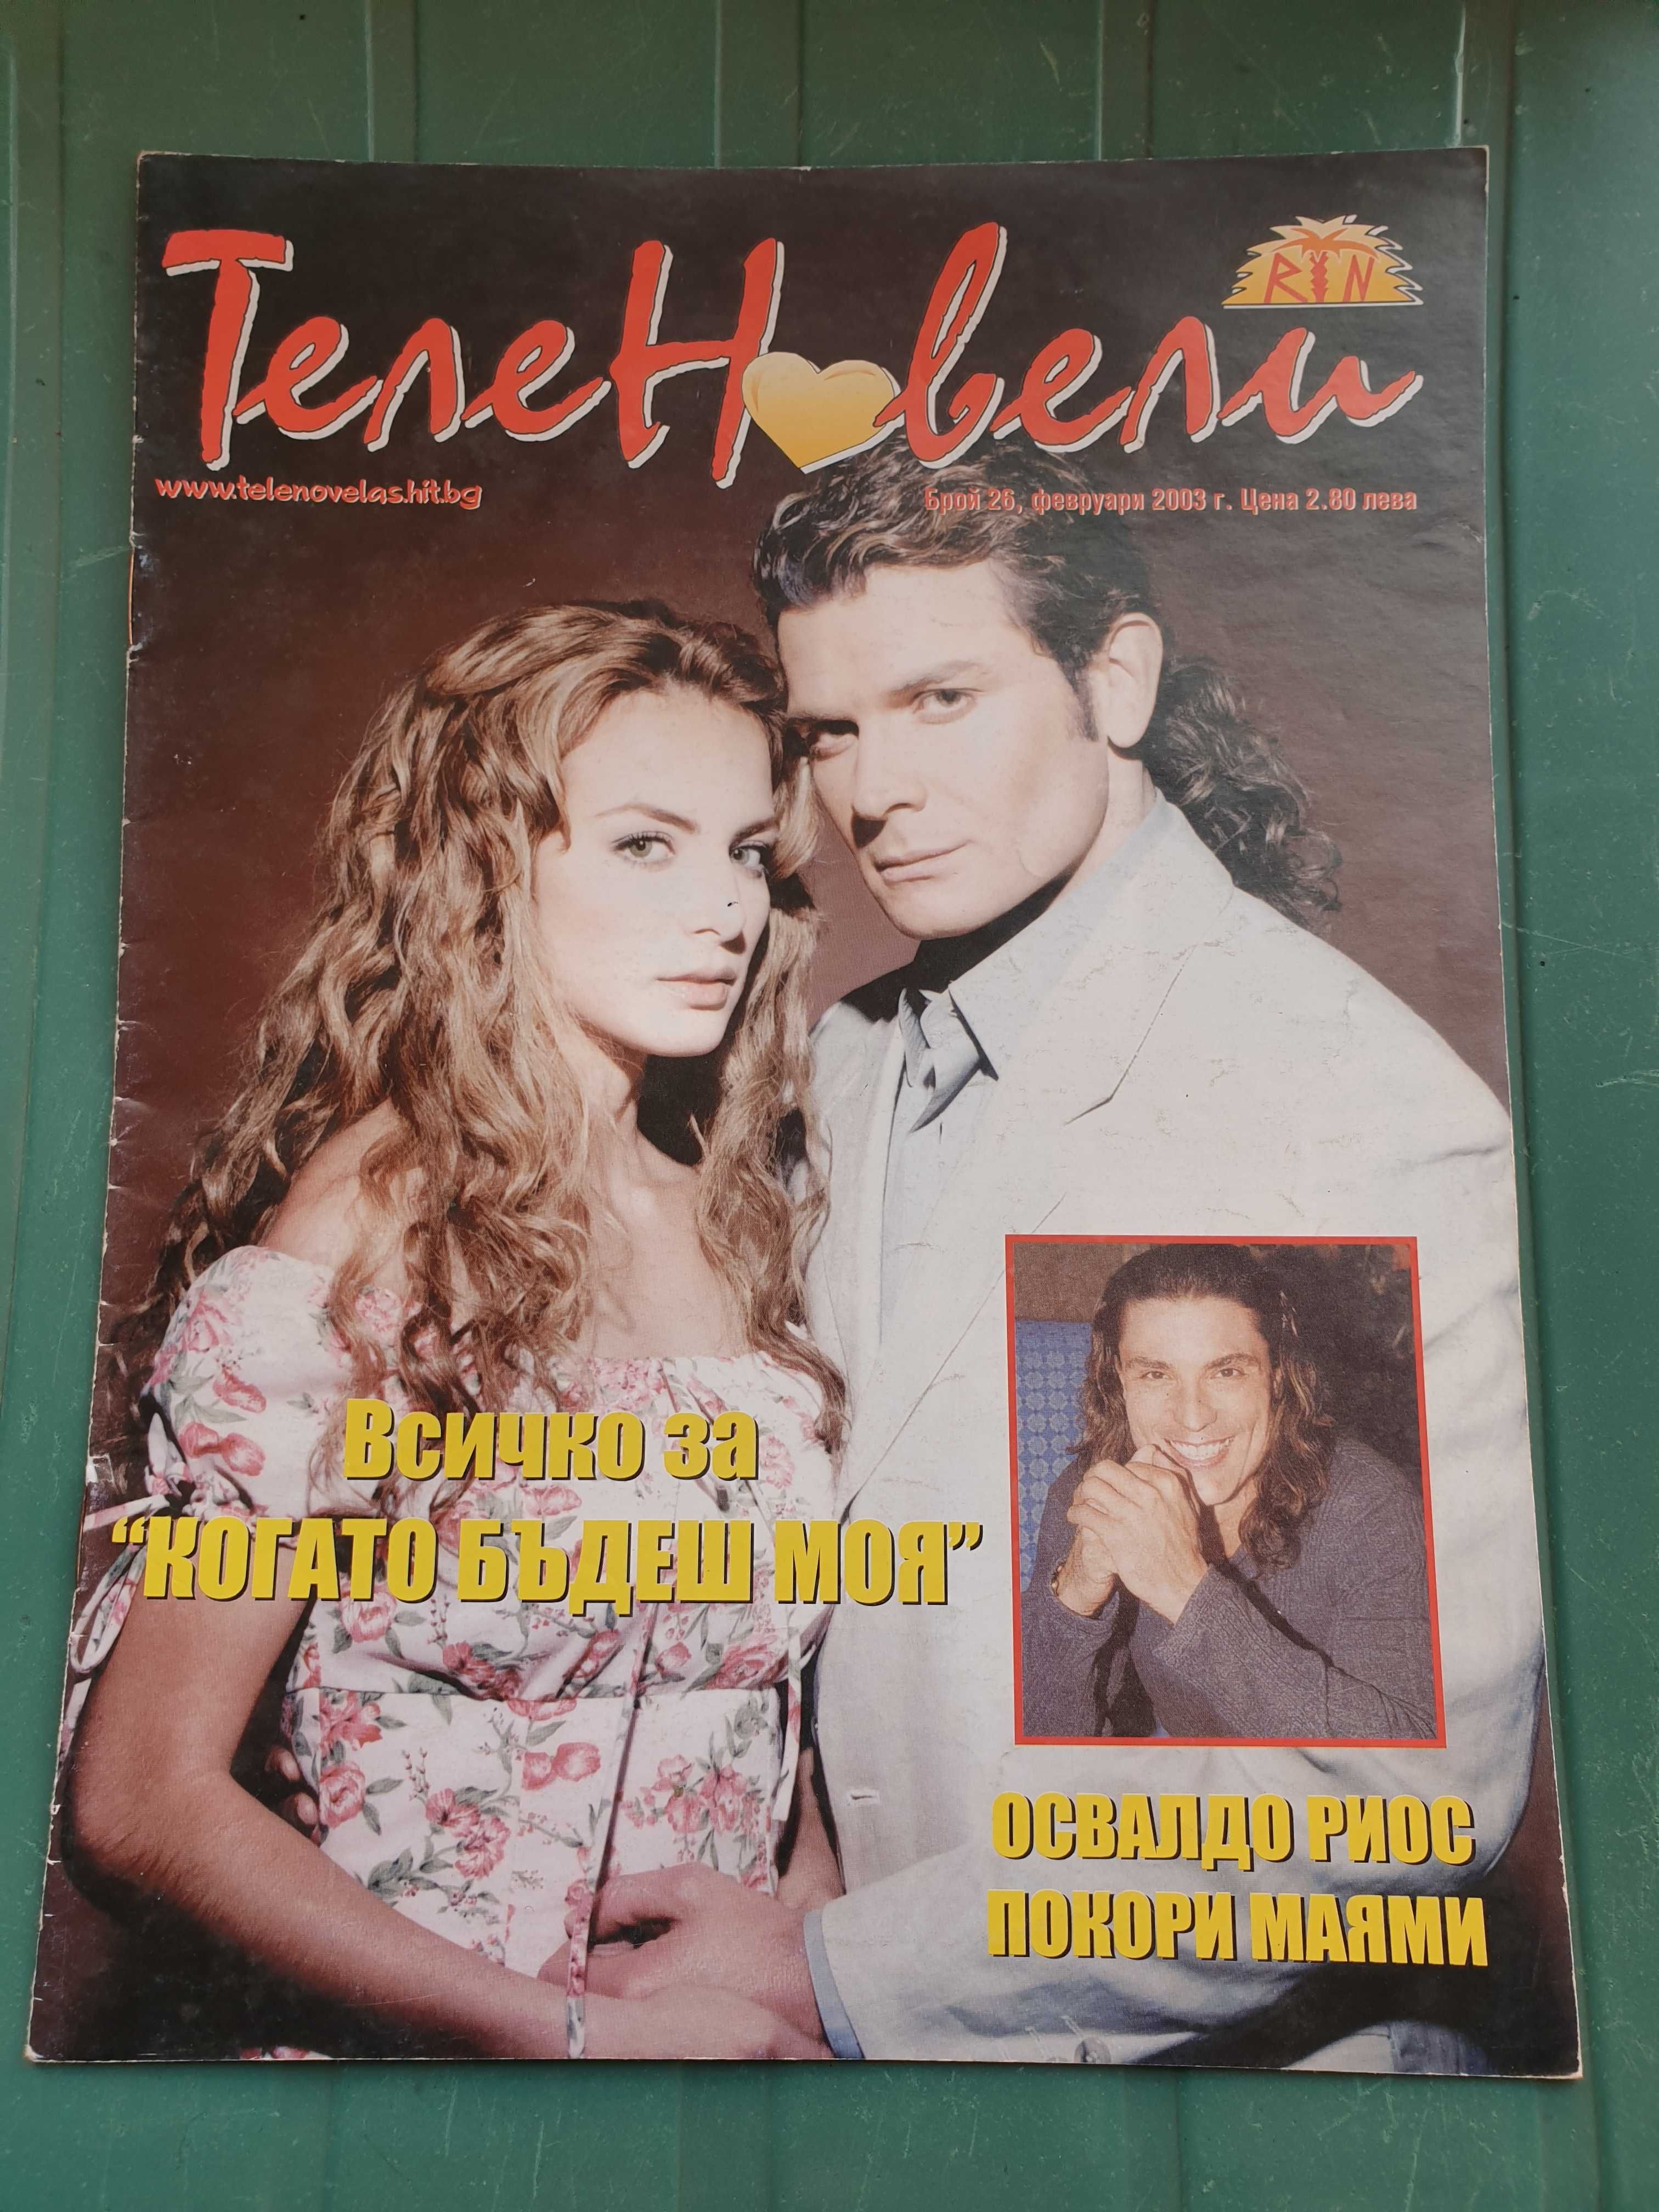 ТелеНовели
RYN
www.telenovelas.hit.bg
Брой 26, февруари 2003 г. Цена 2.80 лева
Всичко за
“КОГАТО БЪДЕШ МОЯ”
ОСВАЛДО РИОС
ПОКОРИ МАЯМИ